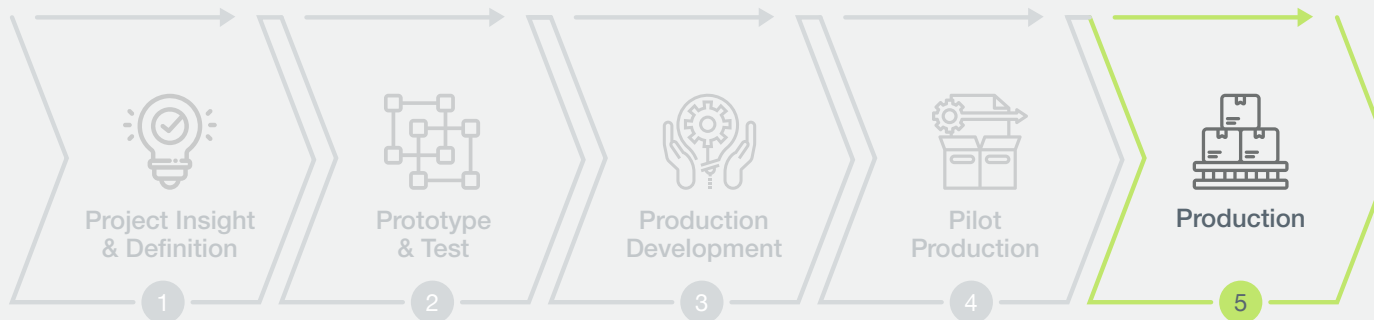 Project Insight
& Definition
1
Prototype
& Test
2
Production
Development
3
Pilot
Production
4
Production
5